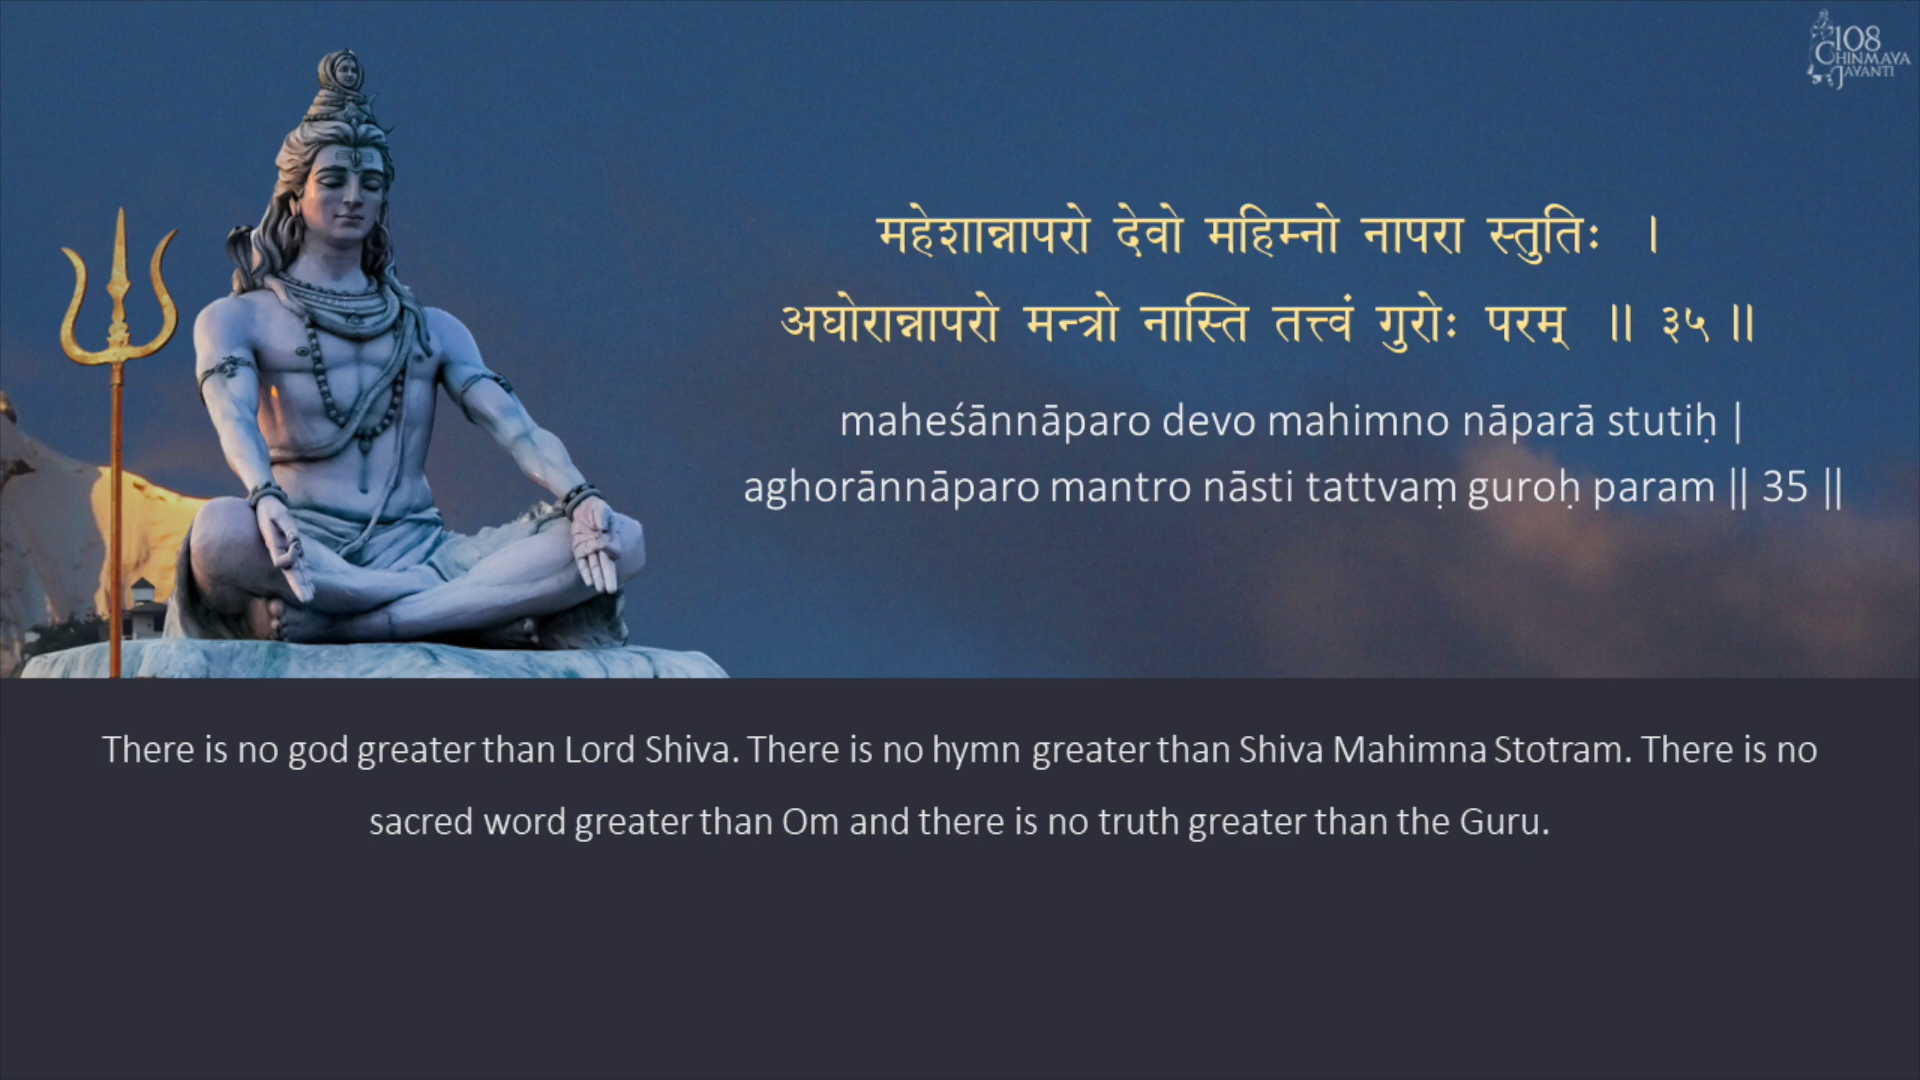 108
CHINMAYA
JAYANTI
महेशान्नापरो देवो महिम्नो नापरा स्तुतिः ।
अघोरान्नापरो मन्त्रो नास्ति तत्त्वं गुरोः परम् ॥ ३५ ॥
maheśānnāparo devo mahimno nāparā stutiḥ |
aghorānnāparo mantro nāsti tattvaṃ guroḥ param || 35 ||
There is no god greater than Lord Shiva. There is no hymn greater than Shiva Mahimna Stotram. There is no
sacred word greater than Om and there is no truth greater than the Guru.